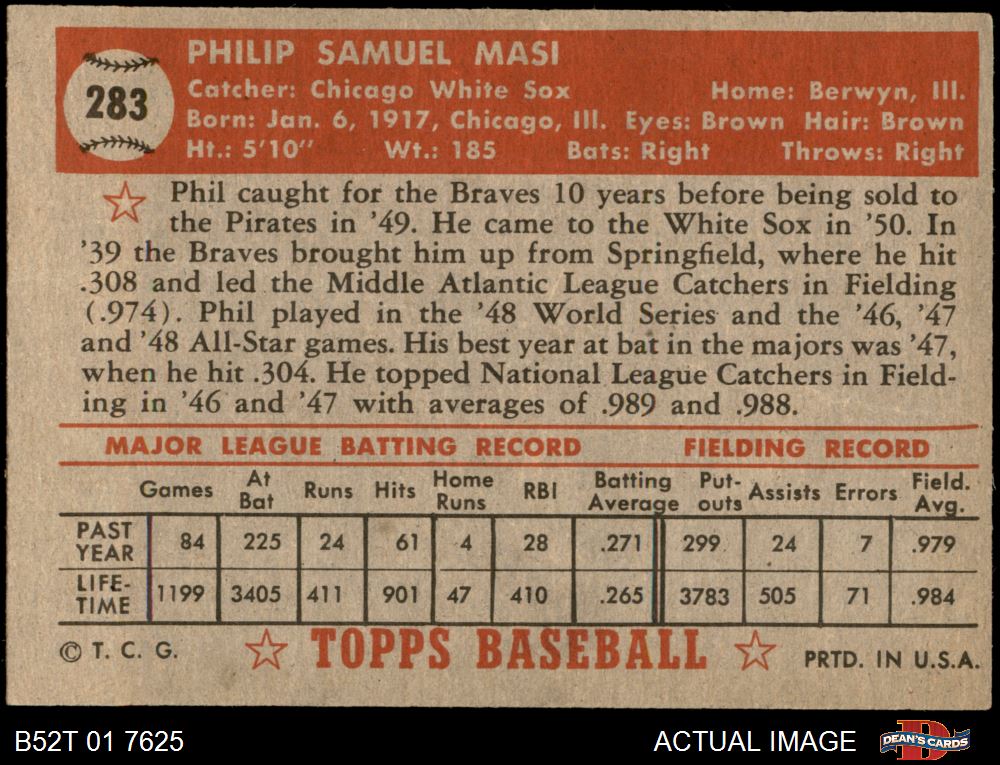 283
PHILIP SAMUEL MASI
Catcher: Chicago White Sox Home: Berwyn, Ill.
Born: Jan. 6, 1917, Chicago, Ill. Eyes: Brown Hair: Brown
Ht.: 5'10" Wt.: 185 Bats: Right Throws: Right
Phil caught for the Braves 10 years before being sold to
the Pirates in '49. He came to the White Sox in '50. In
'39 the Braves brought him up from Springfield, where he hit
.308 and led the Middle Atlantic League Catchers in Fielding
(.974). Phil played in the '48 World Series and the '46, '47
and '48 All-Star games. His best year at bat in the majors was '47,
when he hit .304. He topped National League Catchers in Field-
ing in '46 and '47 with averages of .989 and .988.
MAJOR LEAGUE BATTING RECORD FIELDING RECORD
Games At Bat Runs Hits Home Runs RBI Batting Average Put-outs Assists Errors Field. Avg.
PAST YEAR 84 225 24 61 4 28 .271 299 24 7 .979
LIFE-TIME 1199 3405 411 901 47 410 .265 3783 505 71 .984
© T. C. G. TOPPS BASEBALL PRTD. IN U.S.A.
B52T 01 7625 ACTUAL IMAGE DEAN'S CARDS